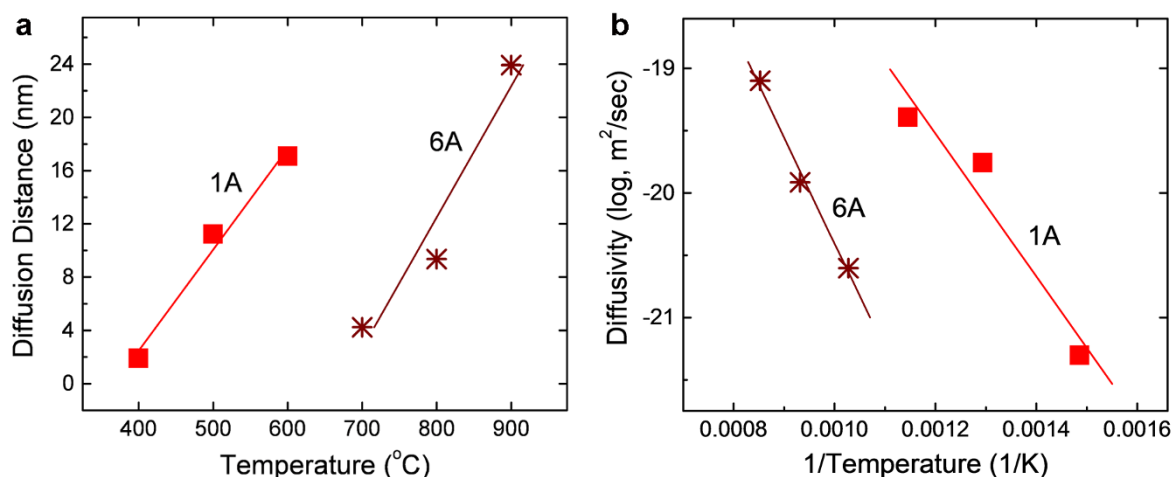 a
Diffusion Distance (nm)
24
20
16
12
8
4
0
1A
6A
400 500 600 700 800 900
Temperature (°C)
b
Diffusivity (log, m²/sec)
-19
-20
-21
6A
1A
0.0008 0.0010 0.0012 0.0014 0.0016
1/Temperature (1/K)